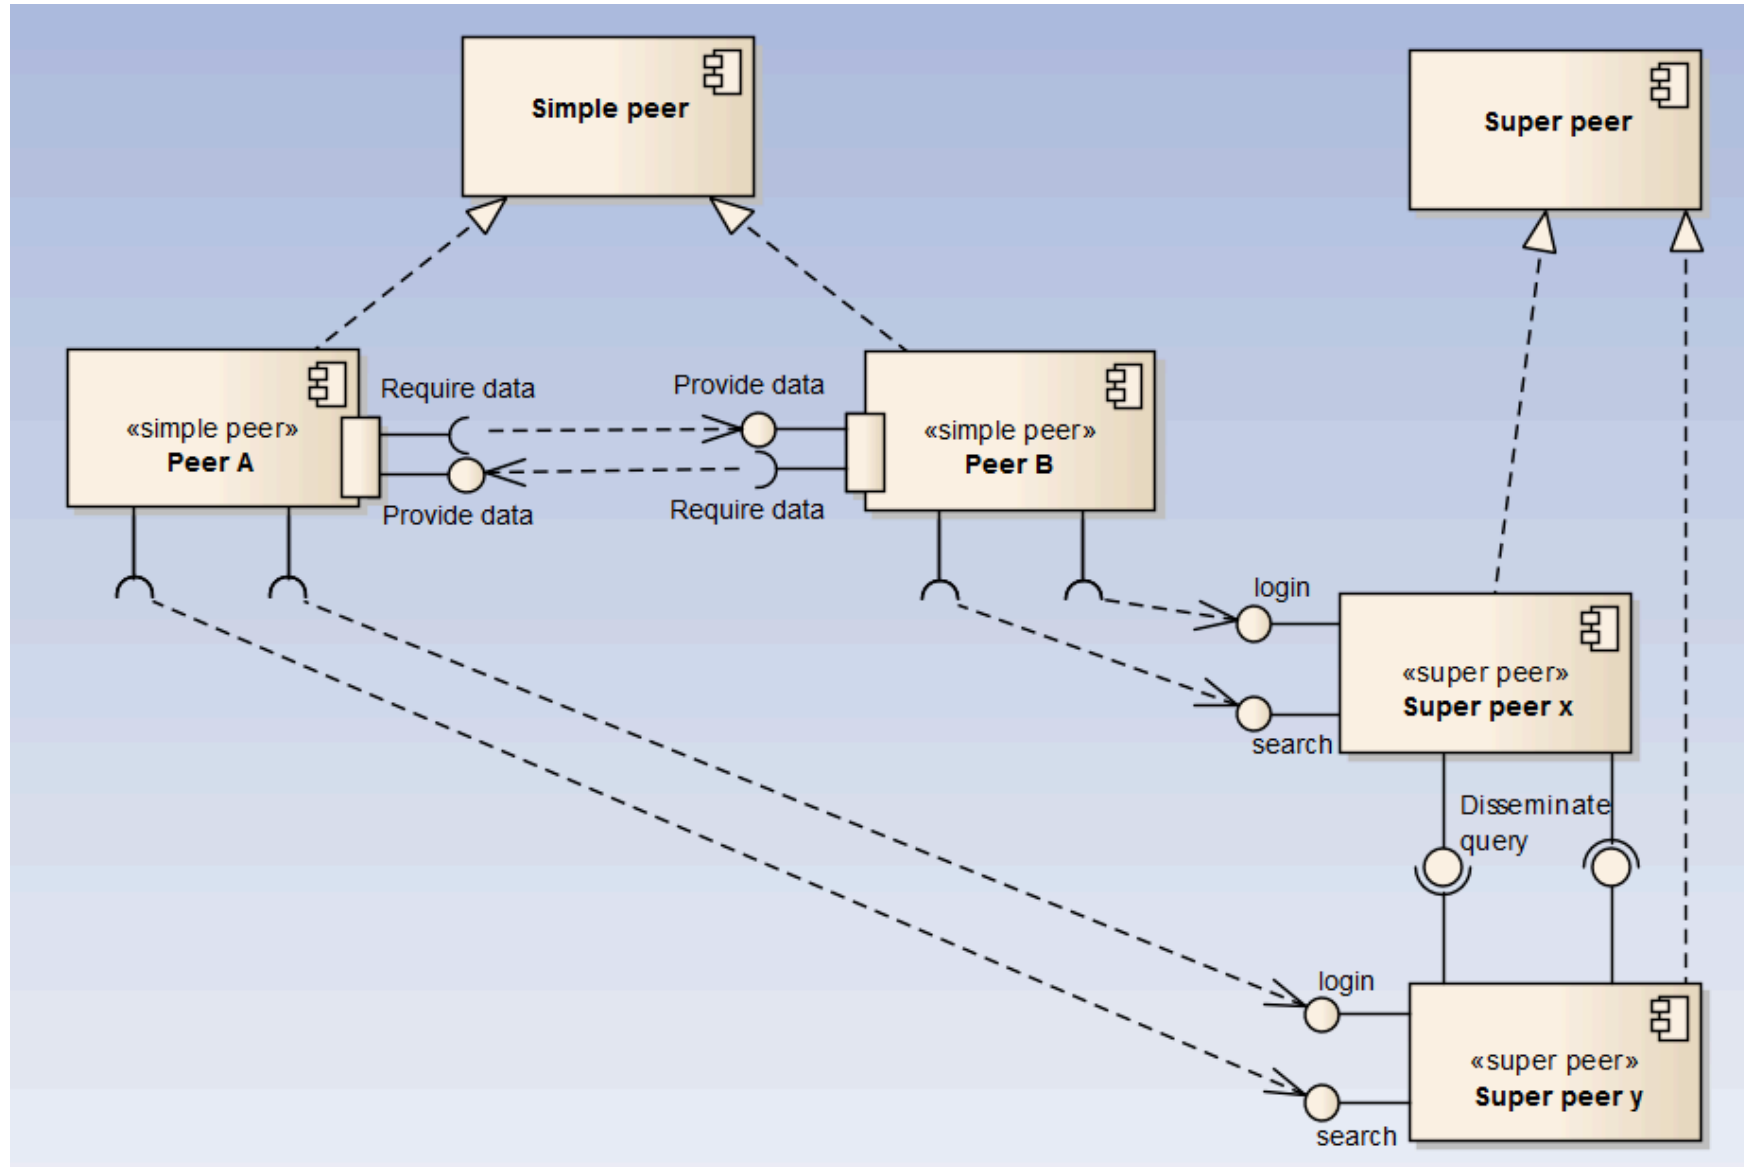 Simple peer
Super peer
«simple peer»
Peer A
Require data
Provide data
Provide data
Require data
«simple peer»
Peer B
login
search
«super peer»
Super peer x
Disseminate
query
login
search
«super peer»
Super peer y